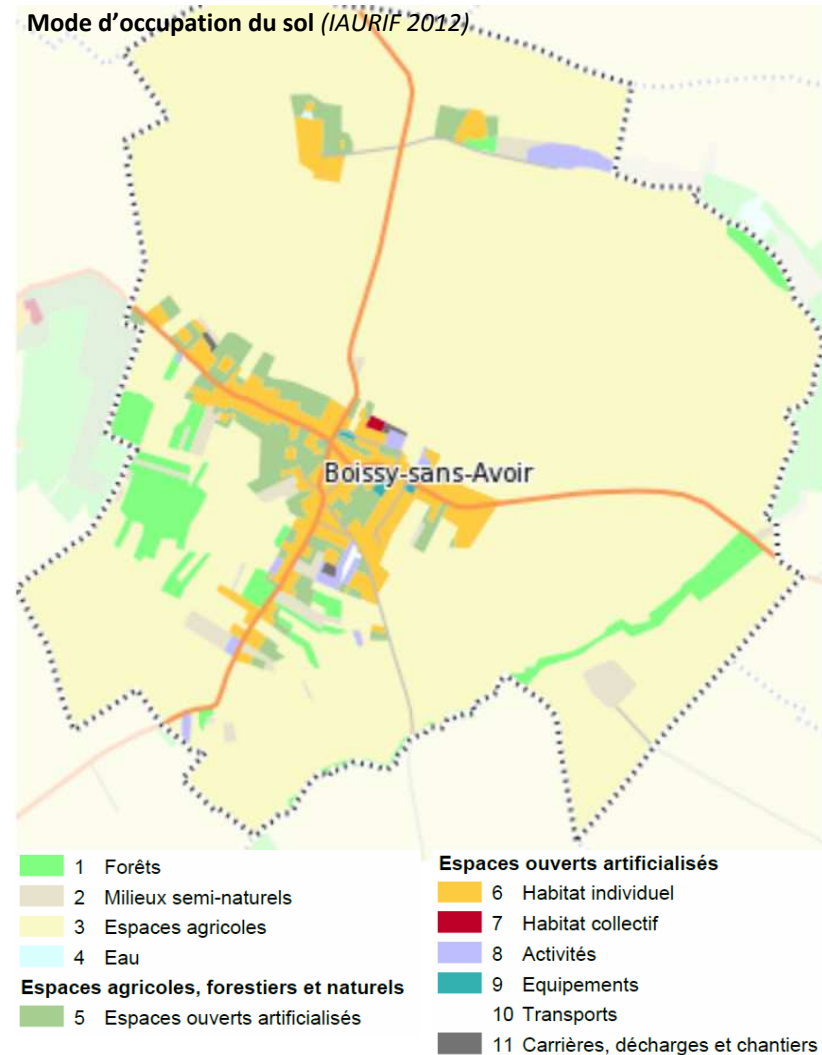 Mode d’occupation du sol (IAURIF 2012)
Boissy-sans-Avoir
1 Forêts
2 Milieux semi-naturels
3 Espaces agricoles
4 Eau
Espaces agricoles, forestiers et naturels
5 Espaces ouverts artificialisés
Espaces ouverts artificialisés
6 Habitat individuel
7 Habitat collectif
8 Activités
9 Equipements
10 Transports
11 Carrières, décharges et chantiers